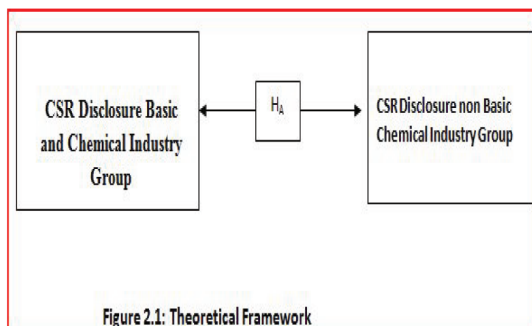 CSR Disclosure Basic
and Chemical Industry
Group
H_A
CSR Disclosure non Basic
Chemical Industry Group
Figure 2.1: Theoretical Framework